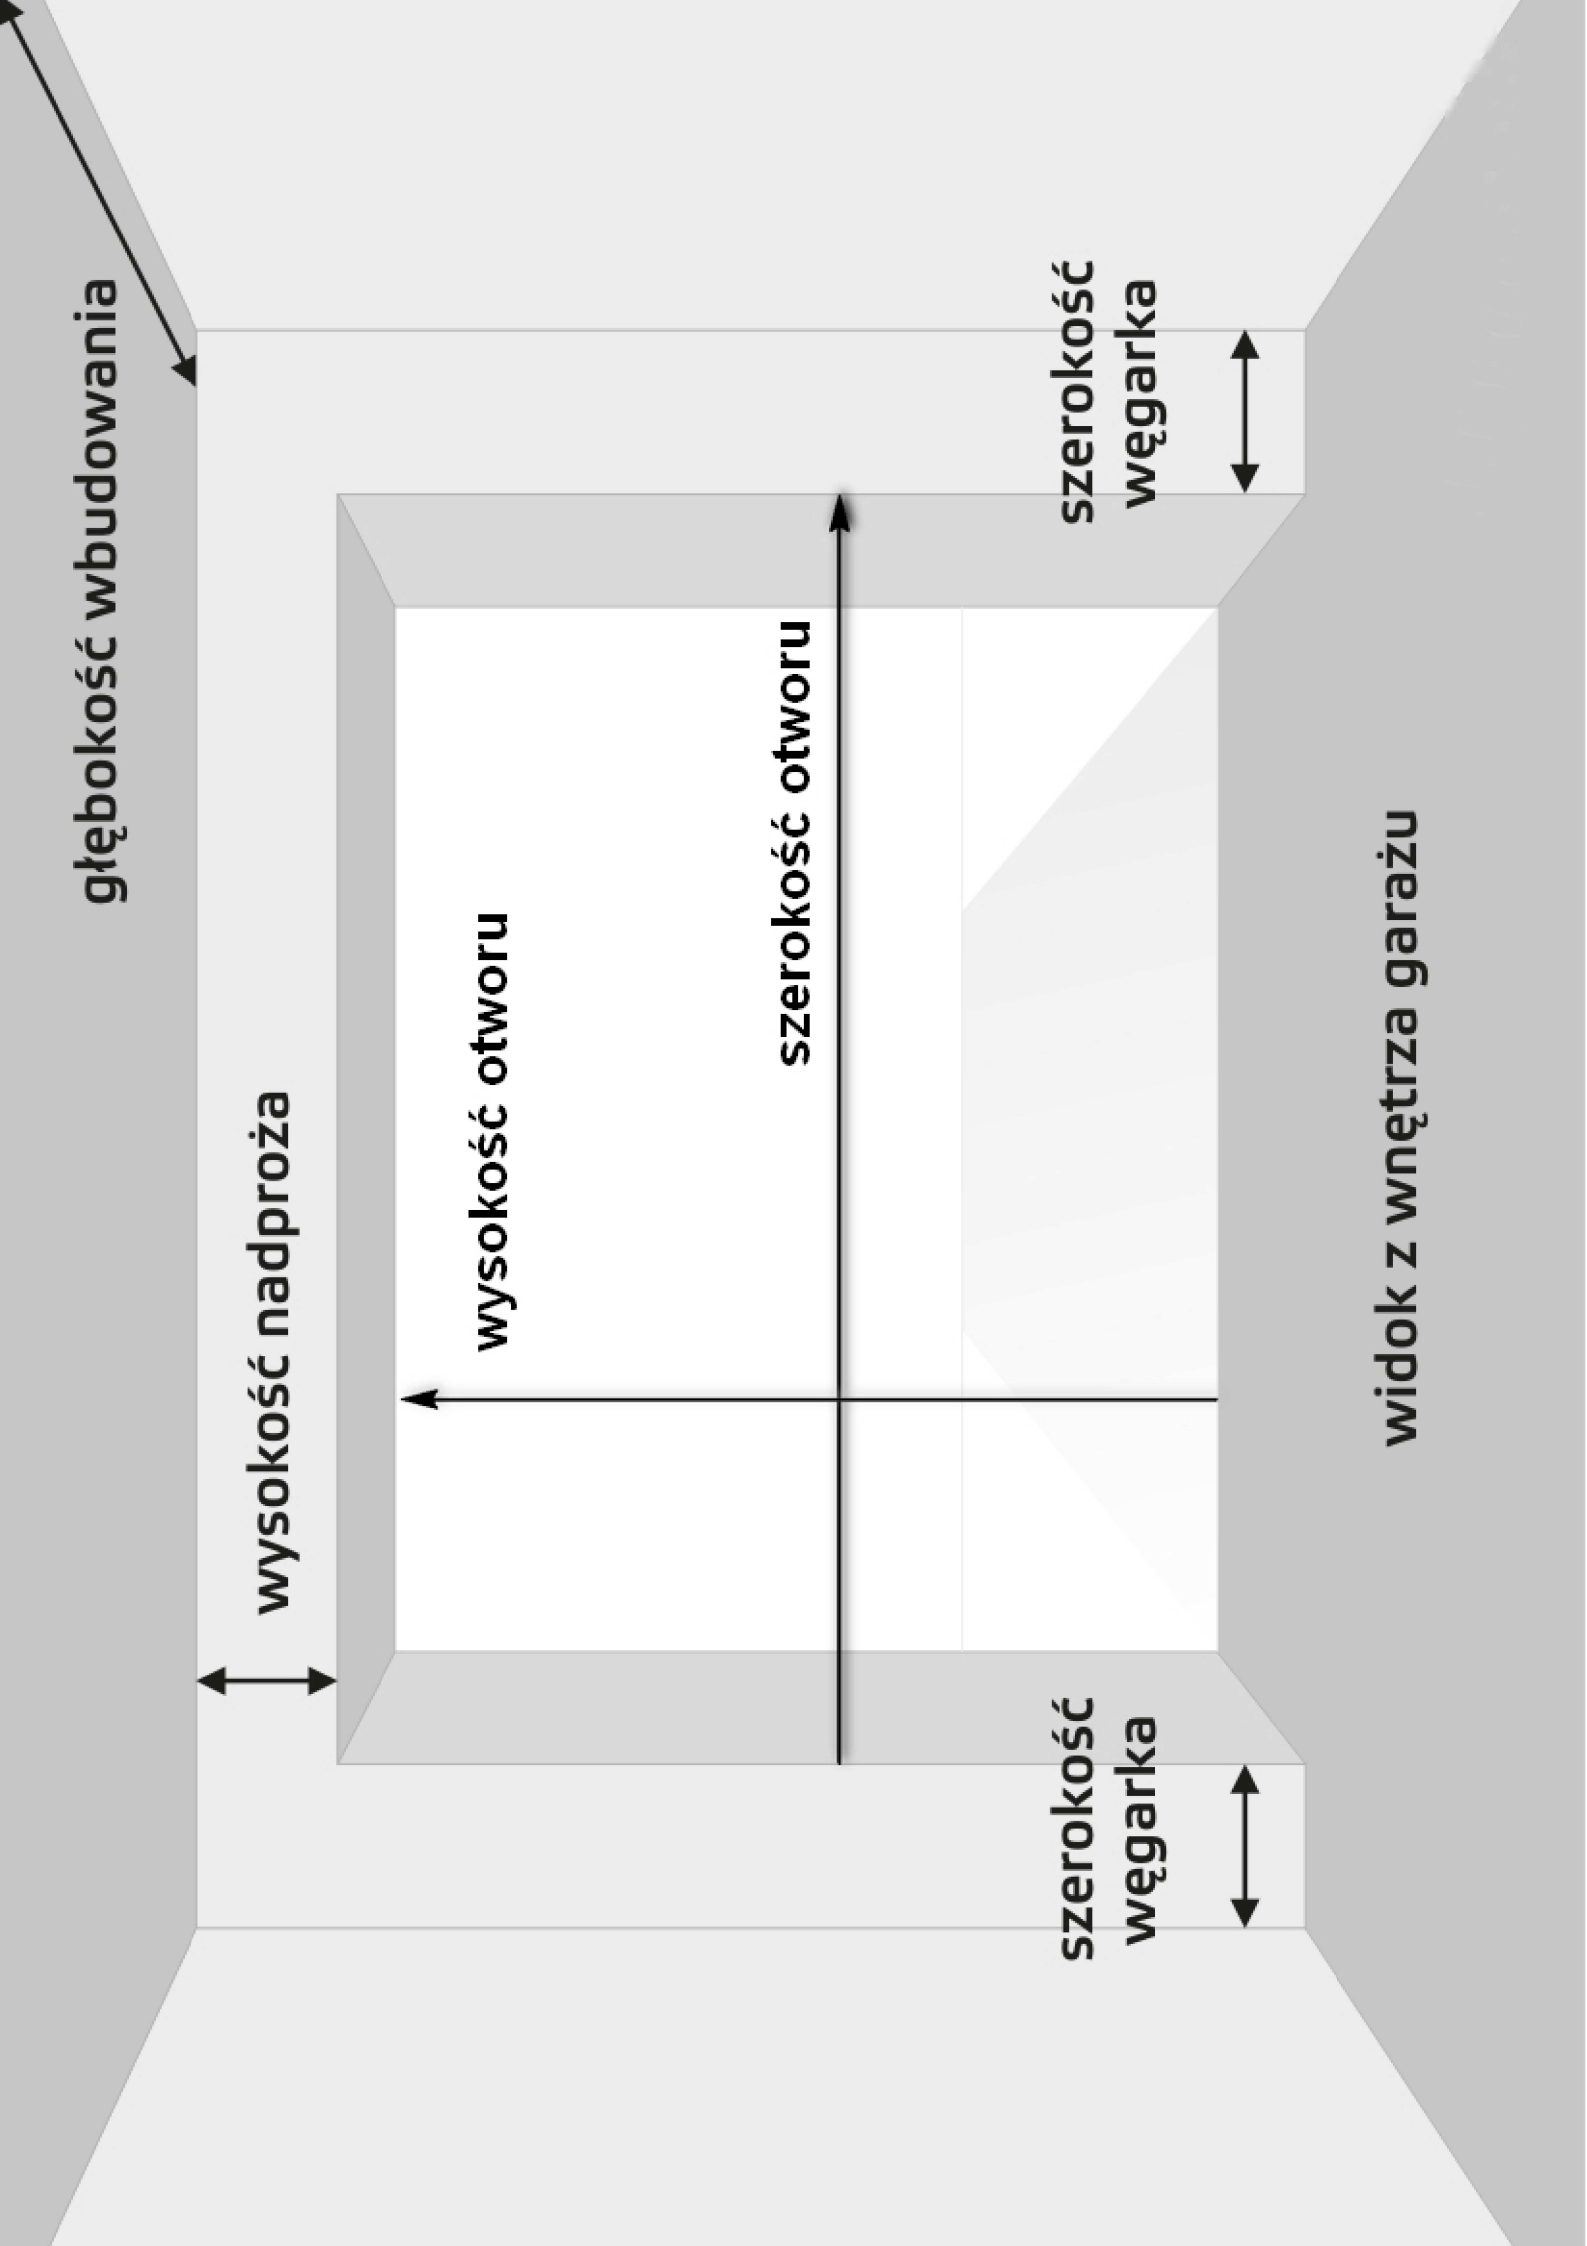 głębokość wbudowania
wysokość nadproża
wysokość otworu
szerokość otworu
szerokość
węgarka
szerokość
węgarka
widok z wnętrza garażu